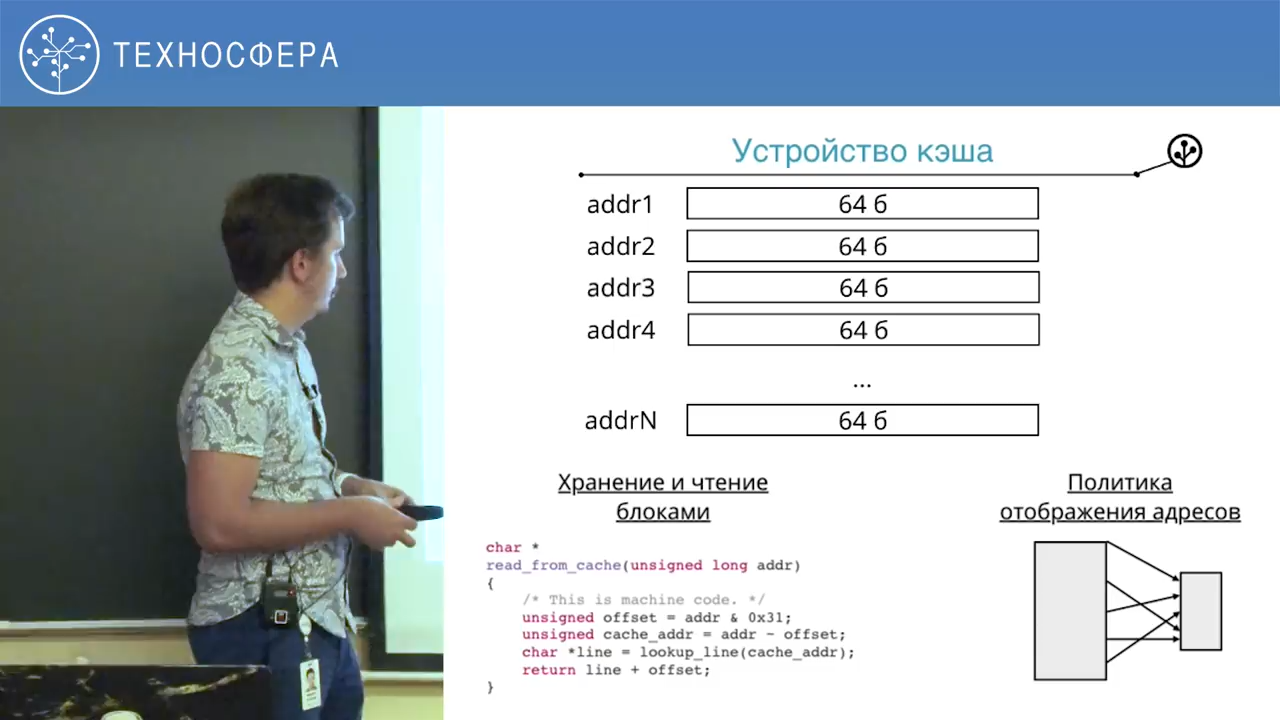 ТЕХНОСФЕРА
Устройство кэша
addr1 64 б
addr2 64 б
addr3 64 б
addr4 64 б
...
addrN 64 б
Хранение и чтение
блоками
char *
read_from_cache(unsigned long addr)
{
/* This is machine code. */
unsigned offset = addr & 0x31;
unsigned cache_addr = addr - offset;
char *line = lookup_line(cache_addr);
return line + offset;
}
Политика
отображения адресов